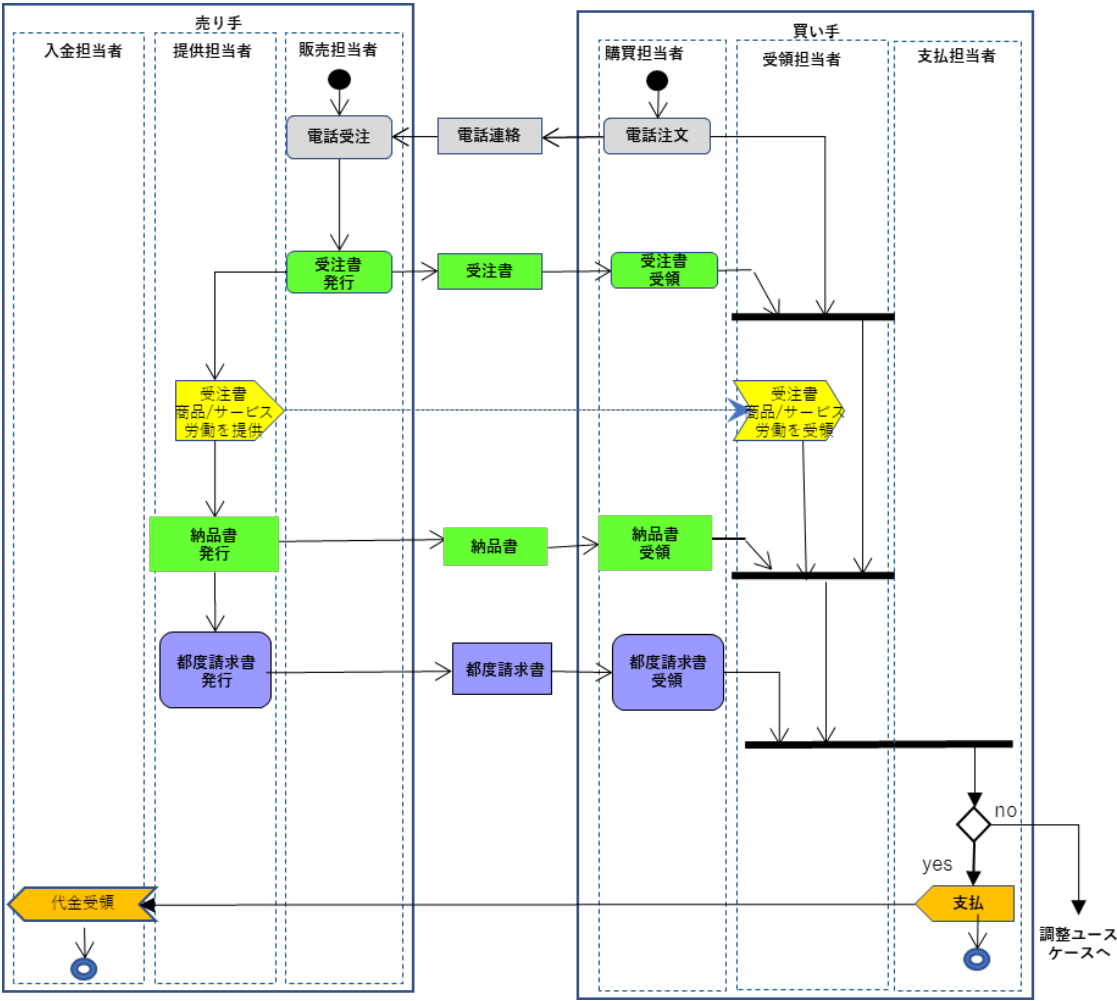 売り手
買い手
入金担当者
提供担当者
販売担当者
購買担当者
受領担当者
支払担当者
電話受注
電話連絡
電話注文
受注書
発行
受注書
受注書
受領
受注書
商品/サービス
労働を提供
受注書
商品/サービス
労働を受領
納品書
発行
納品書
納品書
受領
都度請求書
発行
都度請求書
都度請求書
受領
no
yes
代金受領
支払
調整ユース
ケースへ